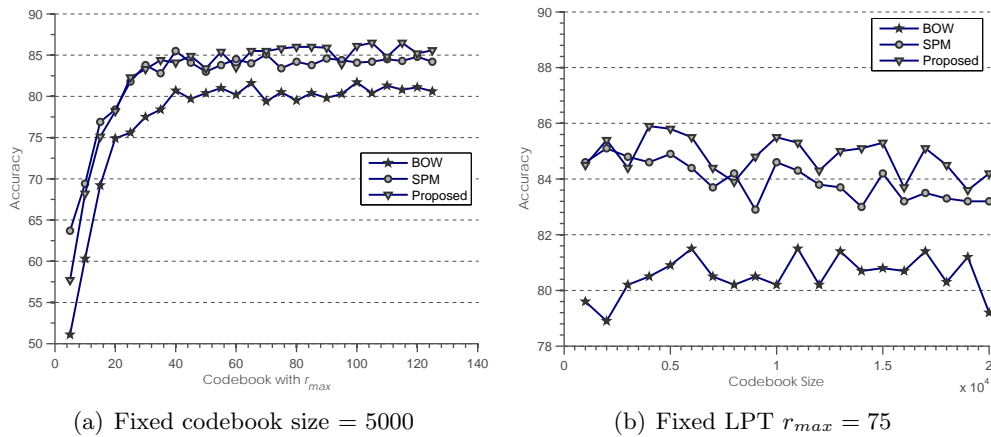 90
85
80
75
70
65
60
55
50
Accuracy
BOW
SPM
Proposed
0 20 40 60 80 100 120 140
Codebook with r_max
(a) Fixed codebook size = 5000
90
88
86
84
82
80
78
Accuracy
BOW
SPM
Proposed
0 0.5 1 1.5 2
Codebook Size
x 10^4
(b) Fixed LPT r_max = 75